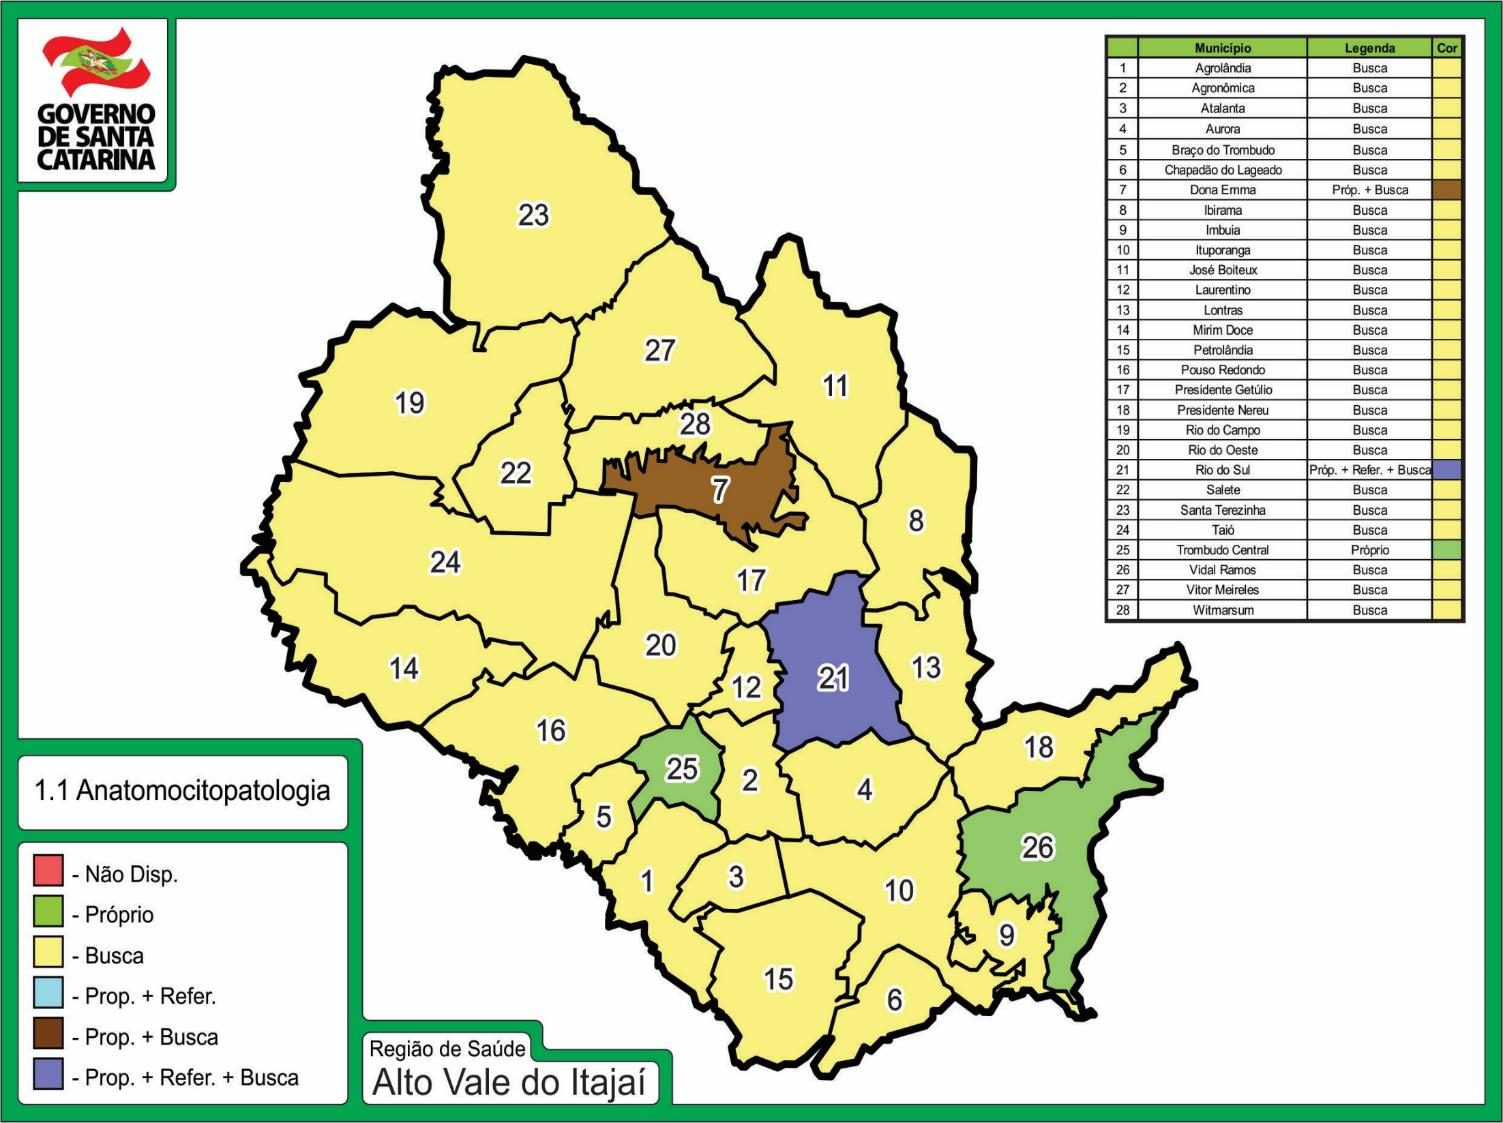 GOVERNO
DE SANTA
CATARINA
Município Legenda Cor
1 Agrolândia Busca
2 Agronômica Busca
3 Atalanta Busca
4 Aurora Busca
5 Braço do Trombudo Busca
6 Chapadão do Lageado Busca
7 Dona Emma Próp. + Busca
8 Ibirama Busca
9 Imbuia Busca
10 Ituporanga Busca
11 José Boiteux Busca
12 Laurentino Busca
13 Lontras Busca
14 Mirim Doce Busca
15 Petrolândia Busca
16 Pouso Redondo Busca
17 Presidente Getúlio Busca
18 Presidente Nereu Busca
19 Rio do Campo Busca
20 Rio do Oeste Busca
21 Rio do Sul Próp. + Refer. + Busca
22 Salete Busca
23 Santa Terezinha Busca
24 Taió Busca
25 Trombudo Central Próprio
26 Vidal Ramos Busca
27 Vitor Meireles Busca
28 Witmarsum Busca
23
27
11
19
28
22
7
8
24
17
20
14
12
21
13
16
18
25
2
4
5
26
1
3
10
9
15
6
1.1 Anatomocitopatologia
- Não Disp.
- Próprio
- Busca
- Prop. + Refer.
- Prop. + Busca
- Prop. + Refer. + Busca
Região de Saúde
Alto Vale do Itajaí